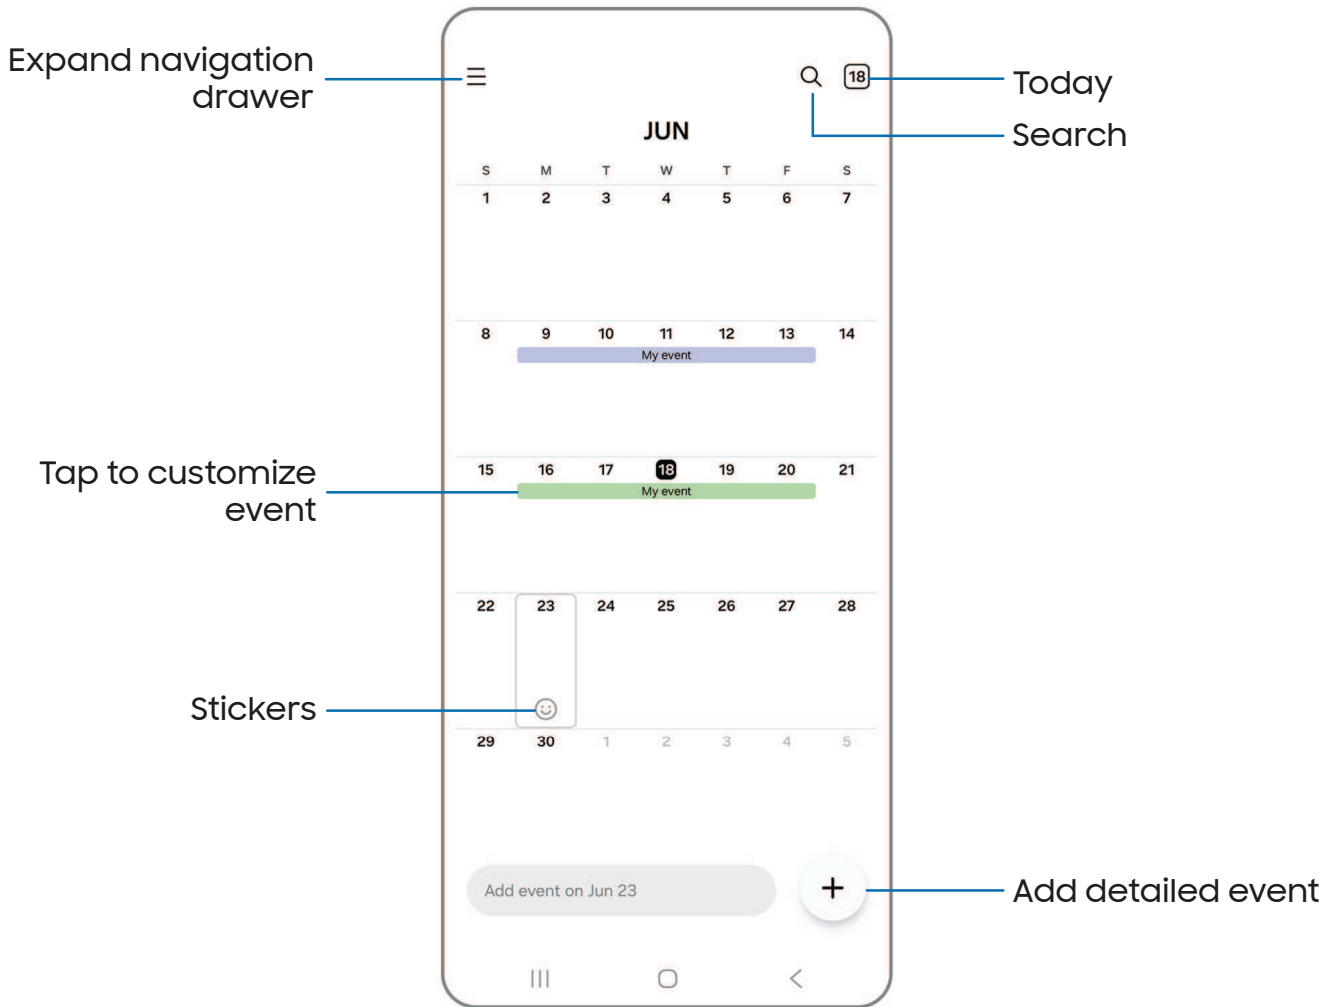 Expand navigation
drawer
18
Today
Search
JUN
S M T W T F S
1 2 3 4 5 6 7
8 9 10 11 12 13 14
My event
Tap to customize
event
15 16 17 18 19 20 21
My event
22 23 24 25 26 27 28
Stickers
29 30 1 2 3 4 5
Add event on Jun 23
Add detailed event